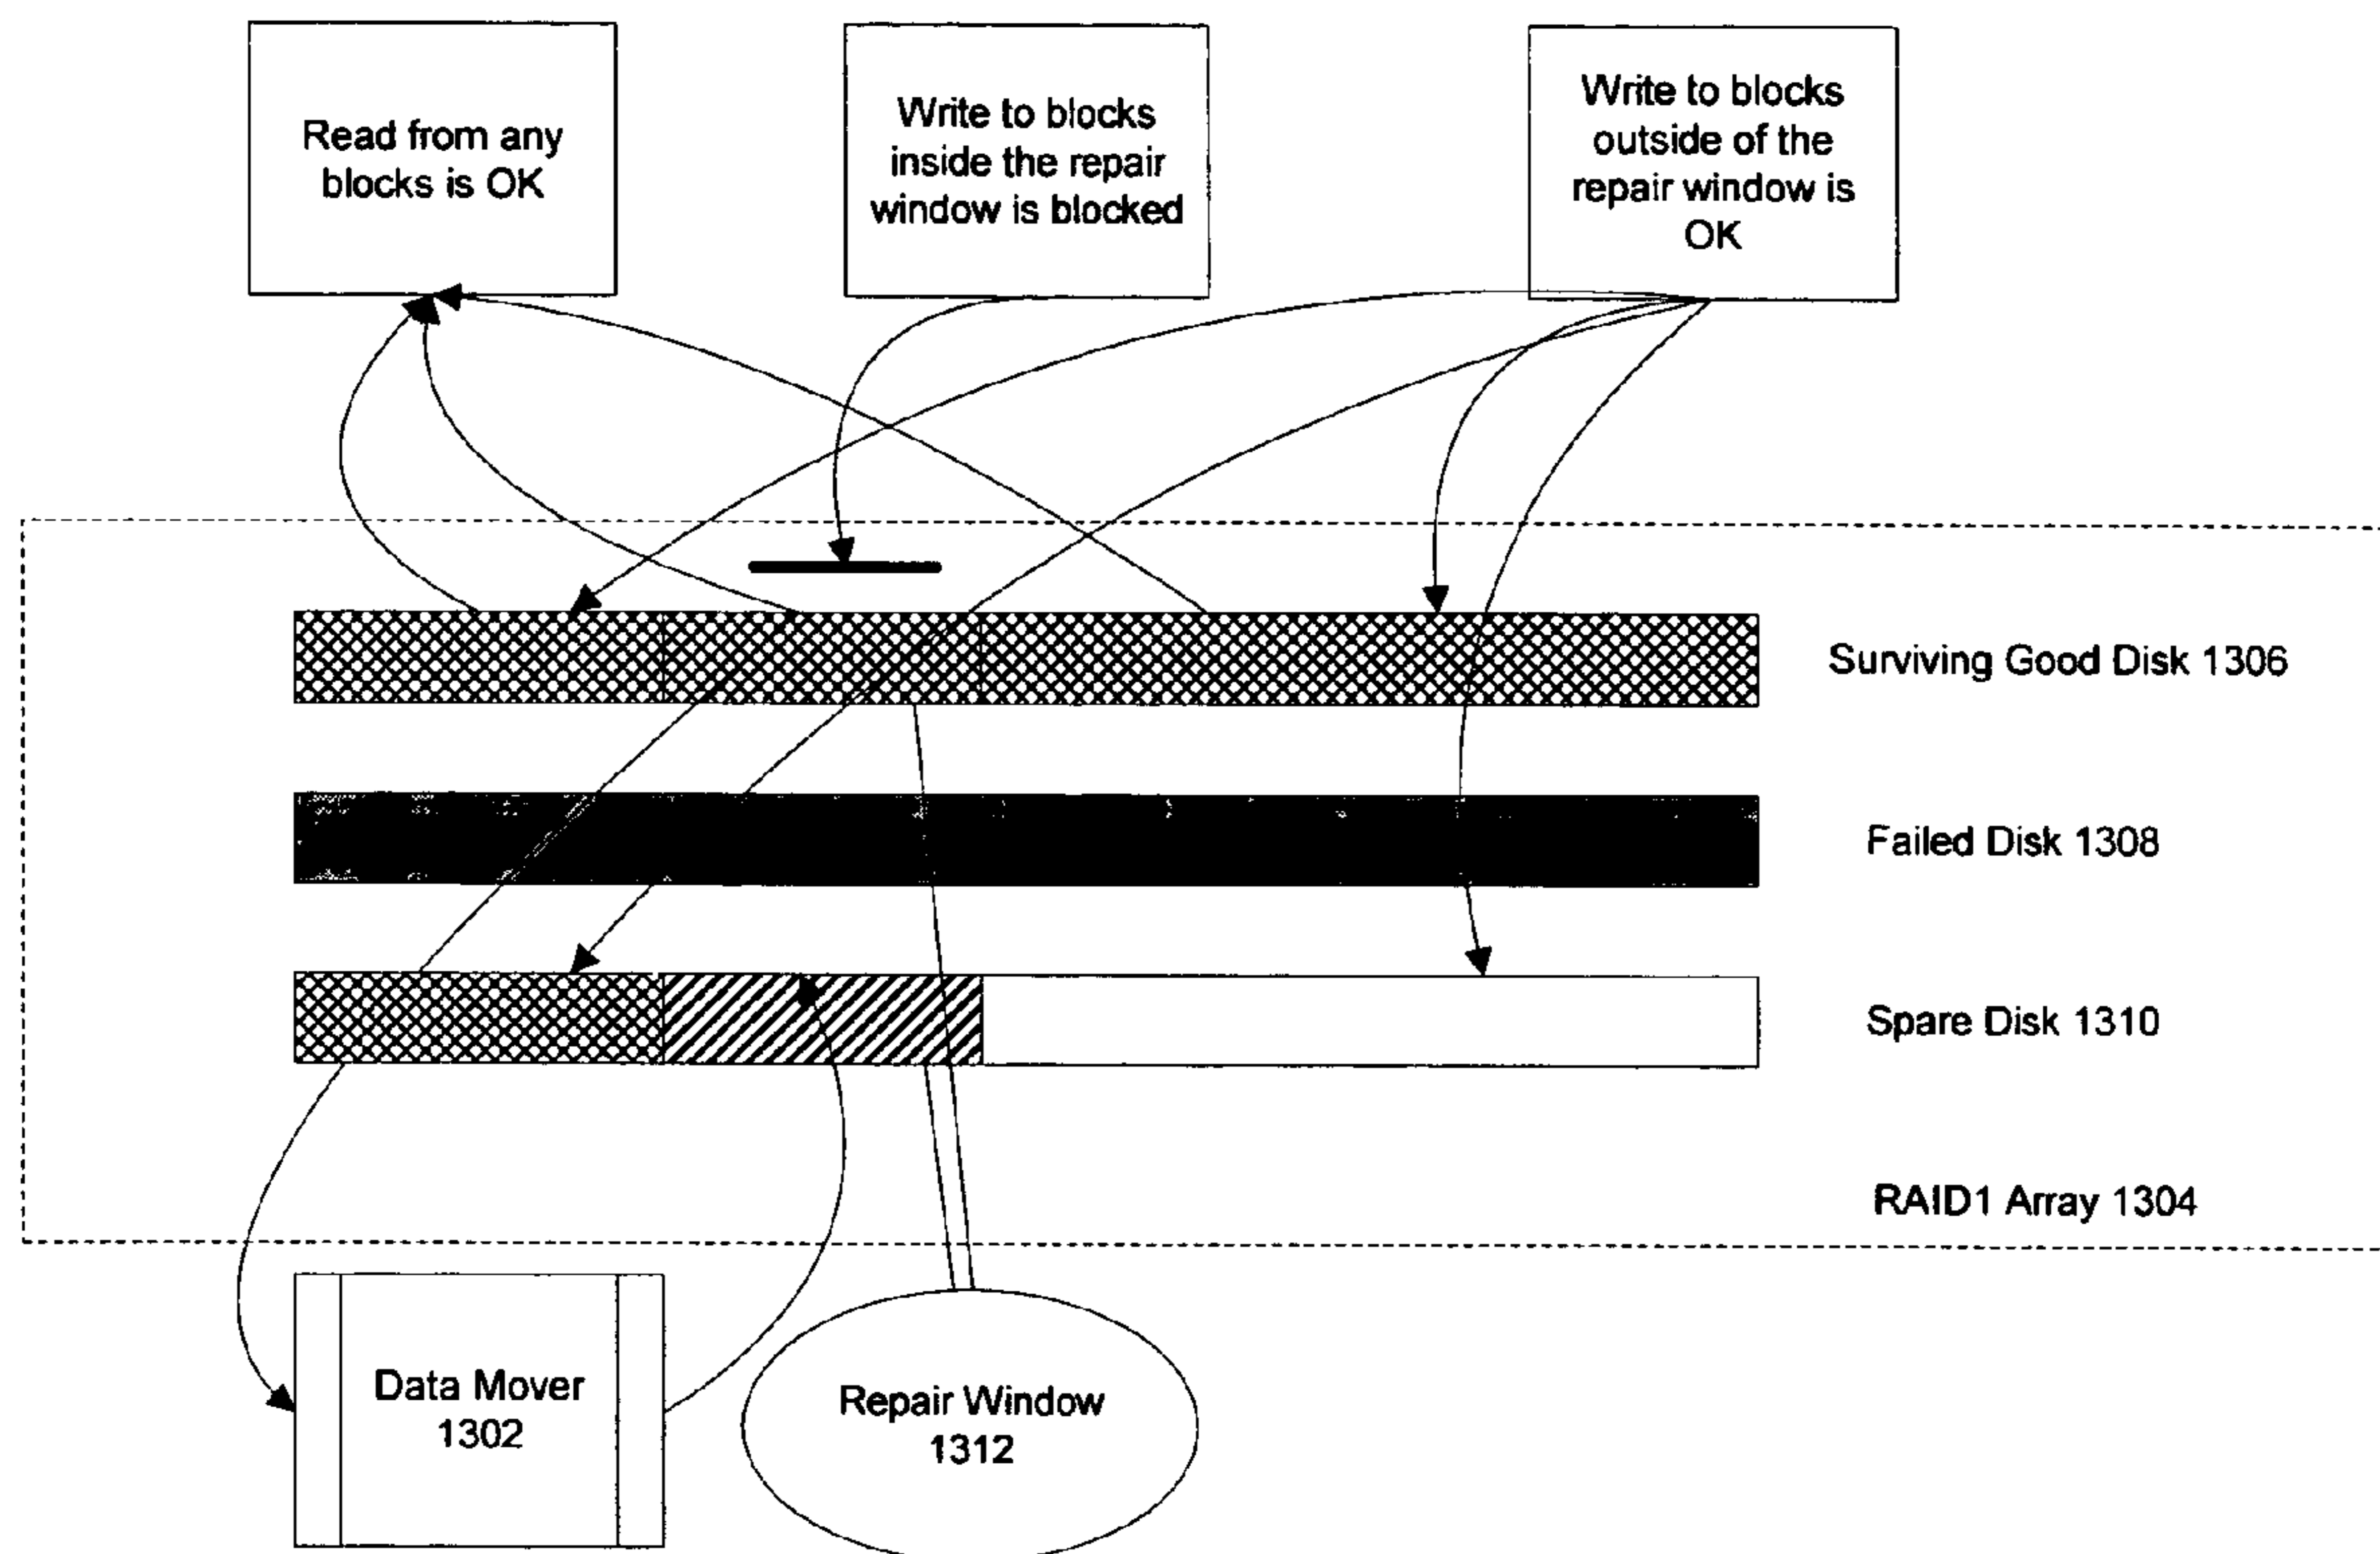 Read from any
blocks is OK
Write to blocks
inside the repair
window is blocked
Write to blocks
outside of the
repair window is
OK
Surviving Good Disk 1306
Failed Disk 1308
Spare Disk 1310
RAID1 Array 1304
Data Mover
1302
Repair Window
1312